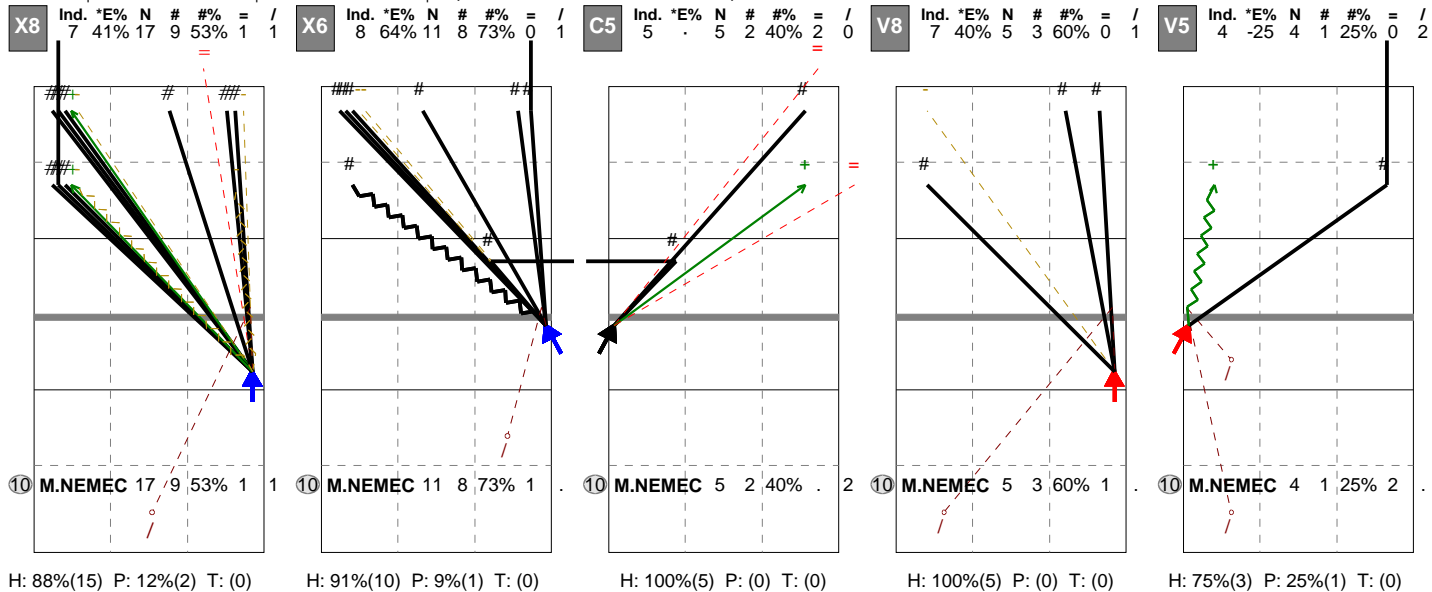 X8 Ind. *E% N # #% = /
7 41% 17 9 53% 1 1
X6 Ind. *E% N # #% = /
8 64% 11 8 73% 0 1
C5 Ind. *E% N # #% = /
5 . 5 2 40% 2 0
V8 Ind. *E% N # #% = /
7 40% 5 3 60% 0 1
V5 Ind. *E% N # #% = /
4 -25 4 1 25% 0 2
10 M.NEMEC 17 9 53% 1 1
10 M.NEMEC 11 8 73% 1 .
10 M.NEMEC 5 2 40% . 2
10 M.NEMEC 5 3 60% 1 .
10 M.NEMEC 4 1 25% 2 .
H: 88%(15) P: 12%(2) T: (0)
H: 91%(10) P: 9%(1) T: (0)
H: 100%(5) P: (0) T: (0)
H: 100%(5) P: (0) T: (0)
H: 75%(3) P: 25%(1) T: (0)